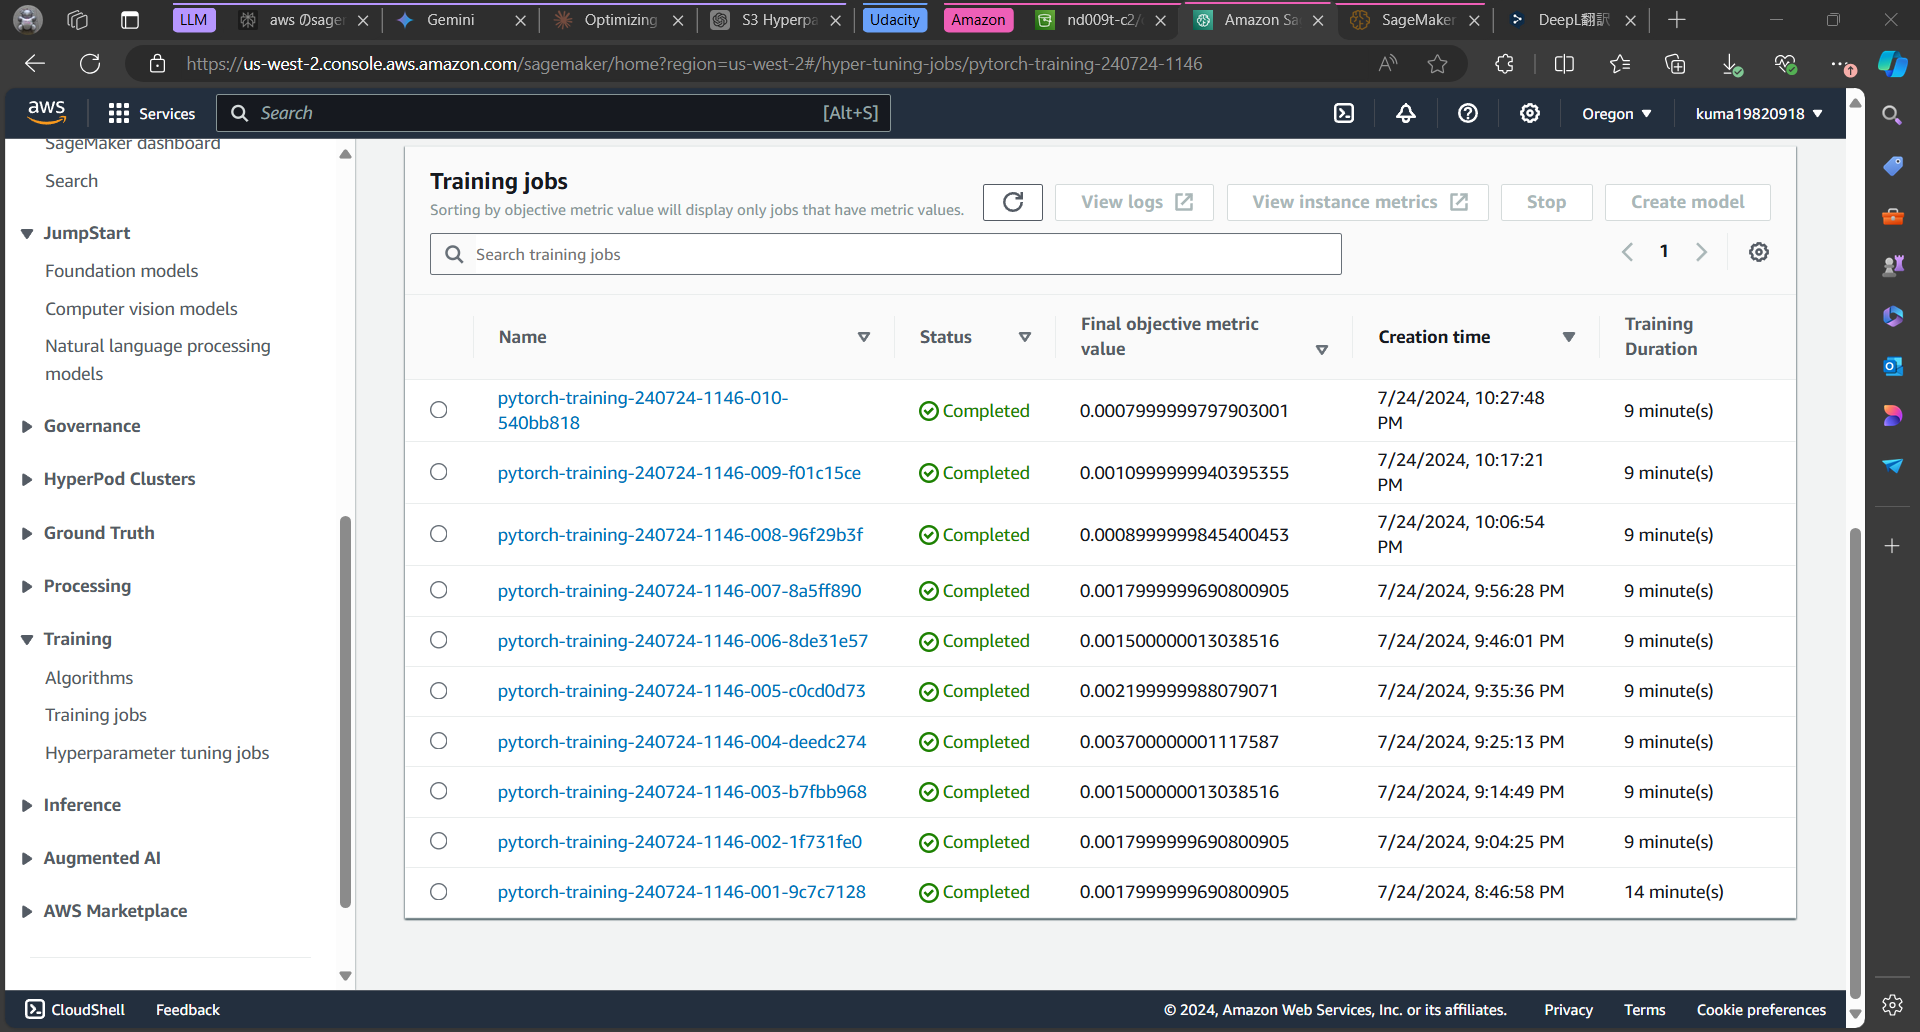 LLM
aws のsager
Gemini
Optimizing
S3 Hyperpa
Udacity
Amazon
nd009t-c2/
Amazon Sa
SageMaker
DeepL翻訳
https://us-west-2.console.aws.amazon.com/sagemaker/home?region=us-west-2#/hyper-tuning-jobs/pytorch-training-240724-1146
aws
Services
Search
[Alt+S]
Oregon
kuma19820918
SageMaker dashboard
Search
JumpStart
Foundation models
Computer vision models
Natural language processing
models
Governance
HyperPod Clusters
Ground Truth
Processing
Training
Algorithms
Training jobs
Hyperparameter tuning jobs
Inference
Augmented AI
AWS Marketplace
Training jobs
Sorting by objective metric value will display only jobs that have metric values.
View logs
View instance metrics
Stop
Create model
Search training jobs
1
Name
Status
Final objective metric
value
Creation time
Training
Duration
pytorch-training-240724-1146-010-
540bb818
Completed
0.0007999999797903001
7/24/2024, 10:27:48
PM
9 minute(s)
pytorch-training-240724-1146-009-f01c15ce
Completed
0.0010999999940395355
7/24/2024, 10:17:21
PM
9 minute(s)
pytorch-training-240724-1146-008-96f29b3f
Completed
0.0008999999845400453
7/24/2024, 10:06:54
PM
9 minute(s)
pytorch-training-240724-1146-007-8a5ff890
Completed
0.0017999999690800905
7/24/2024, 9:56:28 PM
9 minute(s)
pytorch-training-240724-1146-006-8de31e57
Completed
0.001500000013038516
7/24/2024, 9:46:01 PM
9 minute(s)
pytorch-training-240724-1146-005-c0cd0d73
Completed
0.002199999988079071
7/24/2024, 9:35:36 PM
9 minute(s)
pytorch-training-240724-1146-004-deedc274
Completed
0.003700000001117587
7/24/2024, 9:25:13 PM
9 minute(s)
pytorch-training-240724-1146-003-b7fbb968
Completed
0.001500000013038516
7/24/2024, 9:14:49 PM
9 minute(s)
pytorch-training-240724-1146-002-1f731fe0
Completed
0.0017999999690800905
7/24/2024, 9:04:25 PM
9 minute(s)
pytorch-training-240724-1146-001-9c7c7128
Completed
0.0017999999690800905
7/24/2024, 8:46:58 PM
14 minute(s)
CloudShell
Feedback
© 2024, Amazon Web Services, Inc. or its affiliates.
Privacy
Terms
Cookie preferences